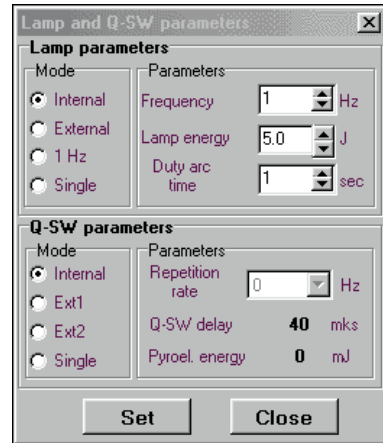 Lamp and Q-SW parameters
Lamp parameters
Mode
Internal
External
1 Hz
Single
Parameters
Frequency 1 Hz
Lamp energy 5.0 J
Duty arc
time 1 sec
Q-SW parameters
Mode
Internal
Ext1
Ext2
Single
Parameters
Repetition
rate 0 Hz
Q-SW delay 40 mks
Pyroel. energy 0 mJ
Set Close